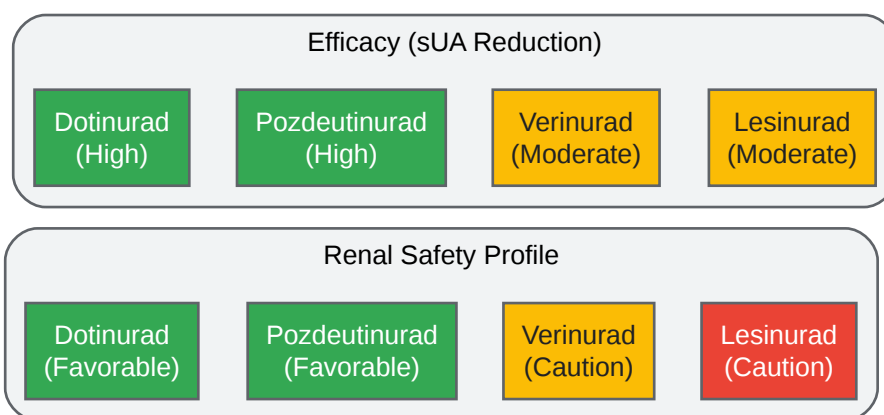 Efficacy (sUA Reduction)
Dotinurad
(High)
Pozdeutinurad
(High)
Verinurad
(Moderate)
Lesinurad
(Moderate)
Renal Safety Profile
Dotinurad
(Favorable)
Pozdeutinurad
(Favorable)
Verinurad
(Caution)
Lesinurad
(Caution)